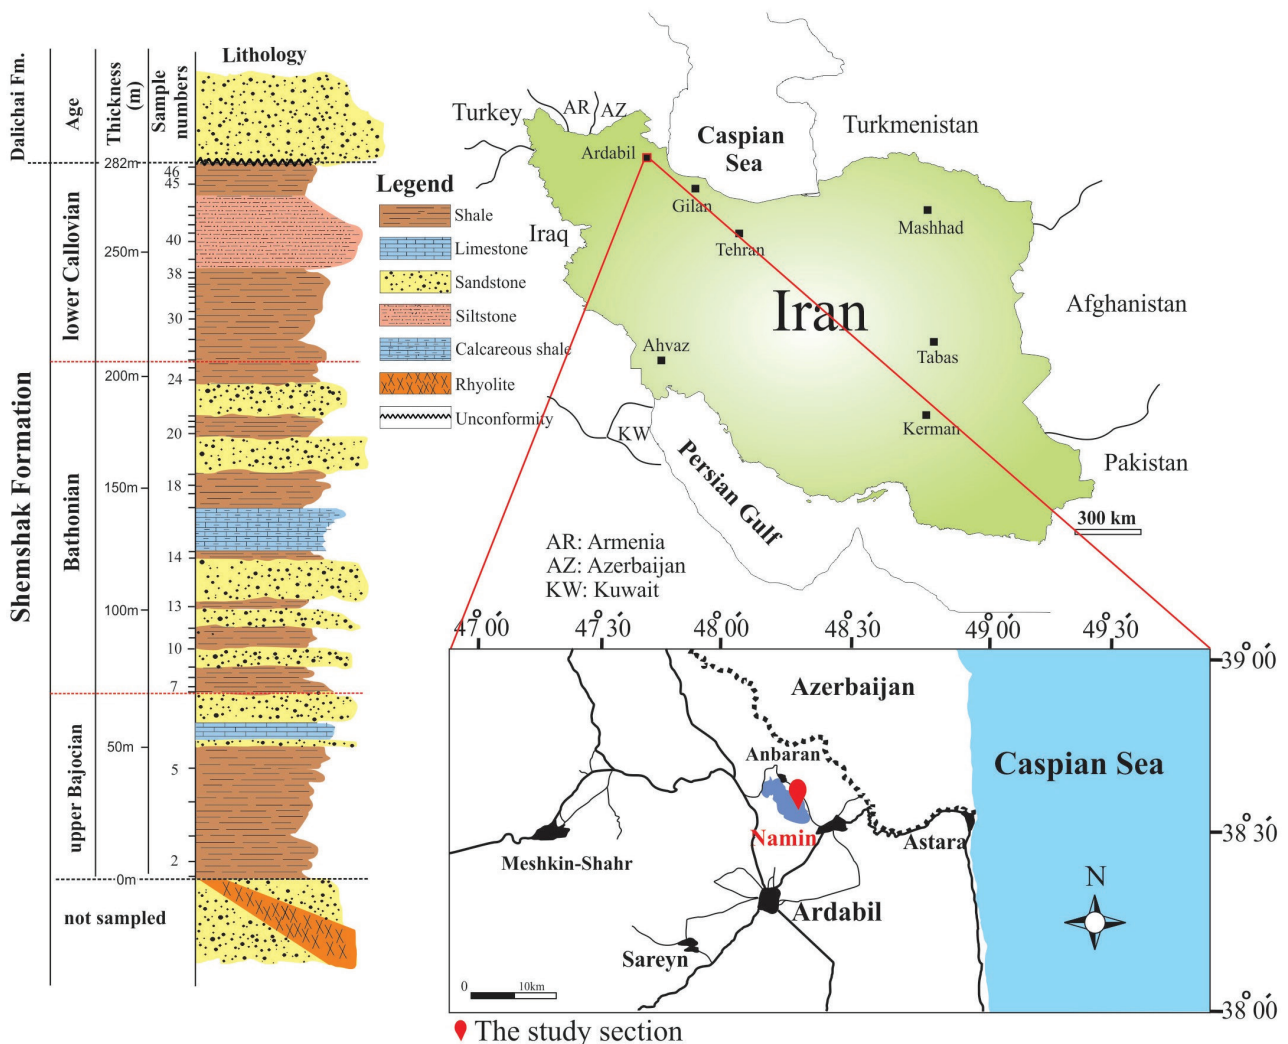 Dalichai Fm.
Age
Thickness
(m)
Sample
numbers
Lithology
Shemshak Formation
lower Callovian
Bathonian
upper Bajocian
not sampled
282m
250m
200m
150m
100m
50m
0m
46
45
40
38
30
24
20
18
14
13
10
7
5
2
Legend
Shale
Limestone
Sandstone
Siltstone
Calcareous shale
Rhyolite
Unconformity
Turkey
AR
AZ
Caspian
Sea
Turkmenistan
Ardabil
Gilan
Mashhad
Iraq
Tehran
Iran
Afghanistan
Ahvaz
Tabas
Kerman
KW
Persian Gulf
Pakistan
300 km
AR: Armenia
AZ: Azerbaijan
KW: Kuwait
47°00′
47°30′
48°00′
48°30′
49°00′
49°30′
39°00′
38°30′
38°00′
Azerbaijan
Anbaran
Caspian Sea
Namin
Astara
Meshkin-Shahr
Ardabil
Sareyn
N
0
10km
The study section